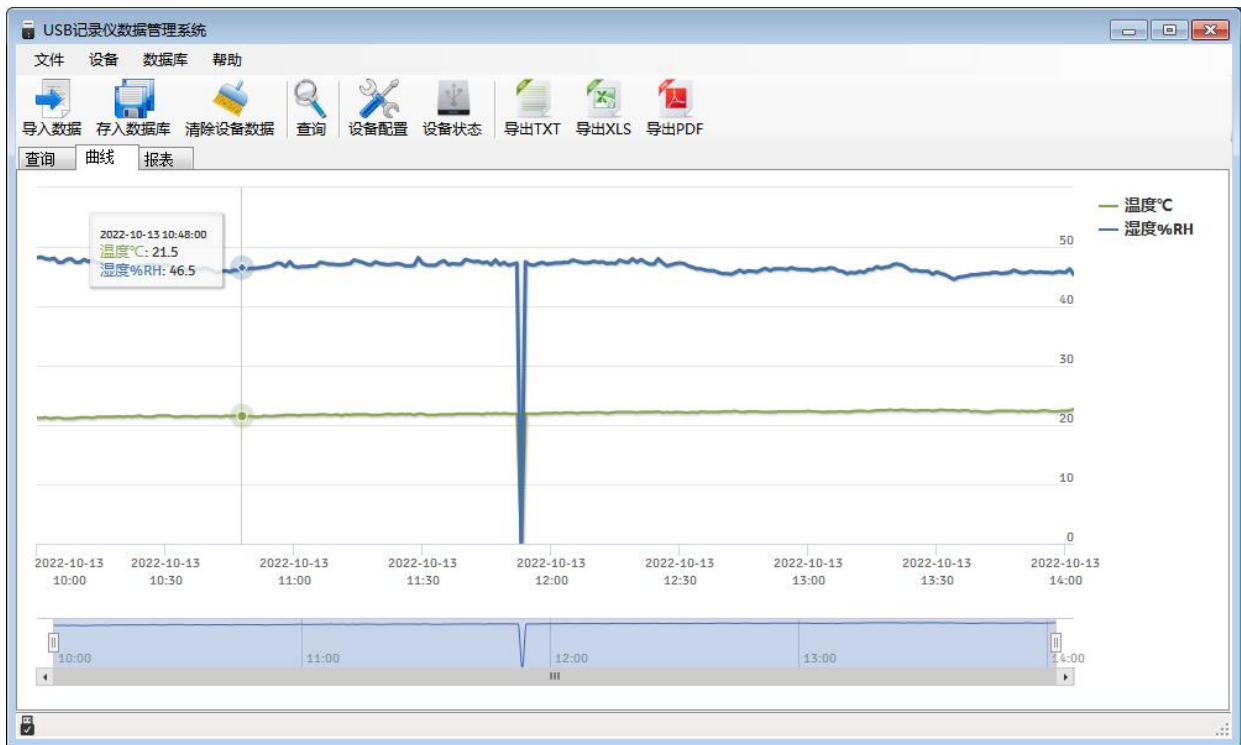 USB记录仪数据管理系统
文件 设备 数据库 帮助
导入数据 存入数据库 清除设备数据 查询 设备配置 设备状态 导出TXT 导出XLS 导出PDF
查询 曲线 报表
温度℃
湿度%RH
2022-10-13 10:48:00
温度℃: 21.5
湿度%RH: 46.5
50
40
30
20
10
0
2022-10-13 2022-10-13 2022-10-13 2022-10-13 2022-10-13 2022-10-13 2022-10-13 2022-10-13 2022-10-13
10:00 10:30 11:00 11:30 12:00 12:30 13:00 13:30 14:00
10:00 11:00 12:00 13:00 14:00